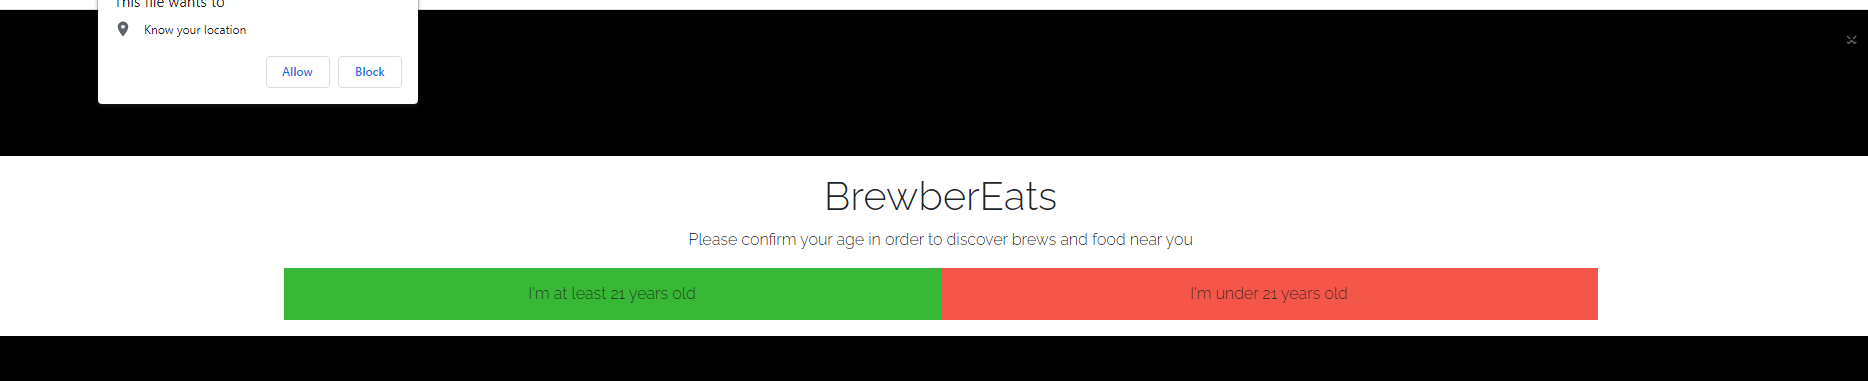 This file wants to
Know your location
Allow Block
BrewberEats
Please confirm your age in order to discover brews and food near you
I'm at least 21 years old I'm under 21 years old